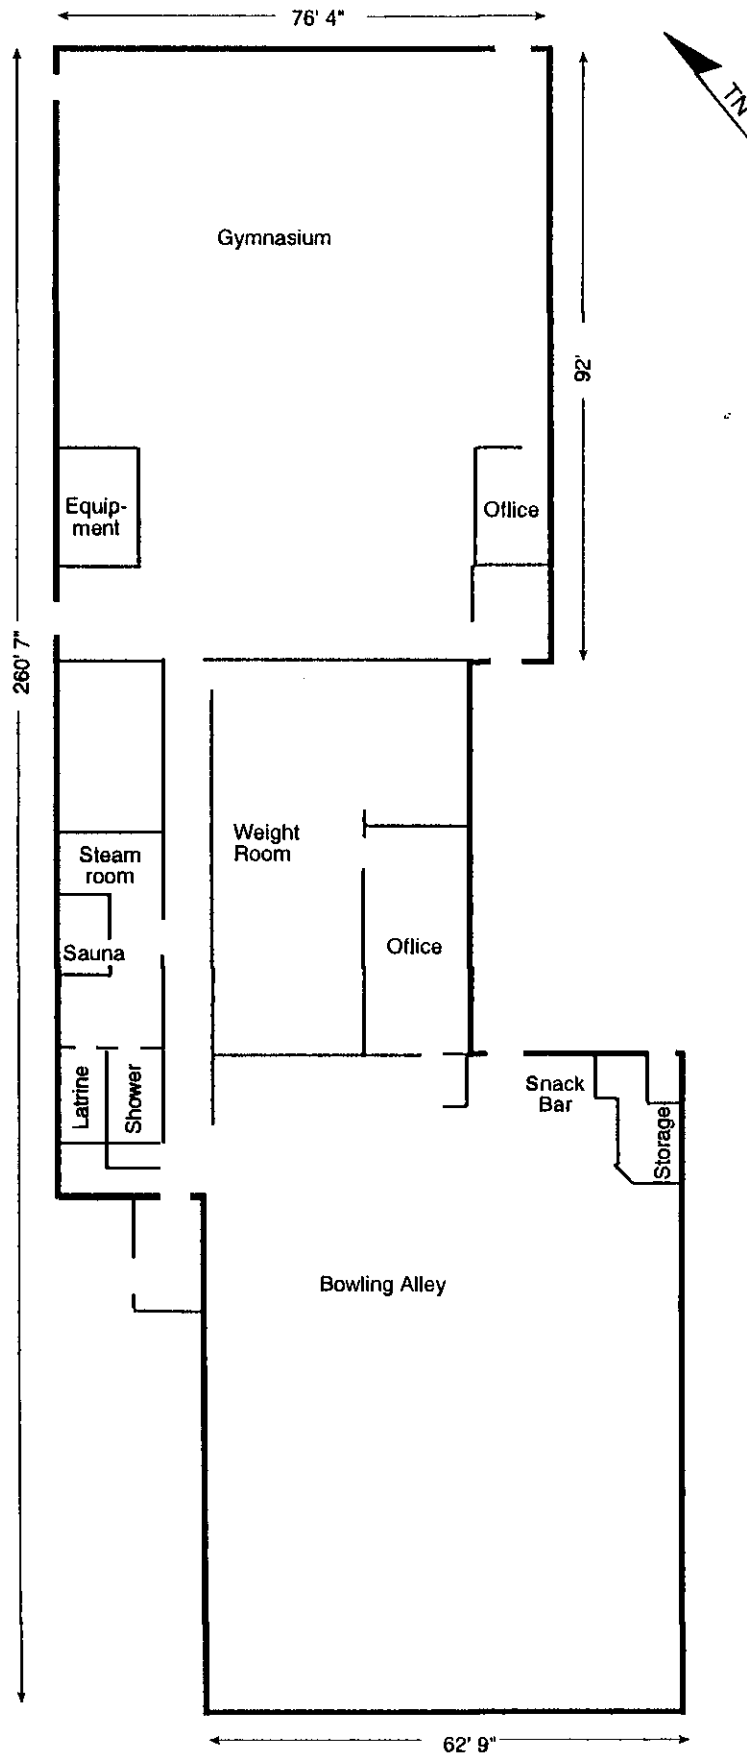 76' 4"
TN
Gymnasium
92'
Equip-
ment
Office
260' 7"
Weight
Room
Steam
room
Sauna
Office
Latrine
Shower
Snack
Bar
Storage
Bowling Alley
62' 9"